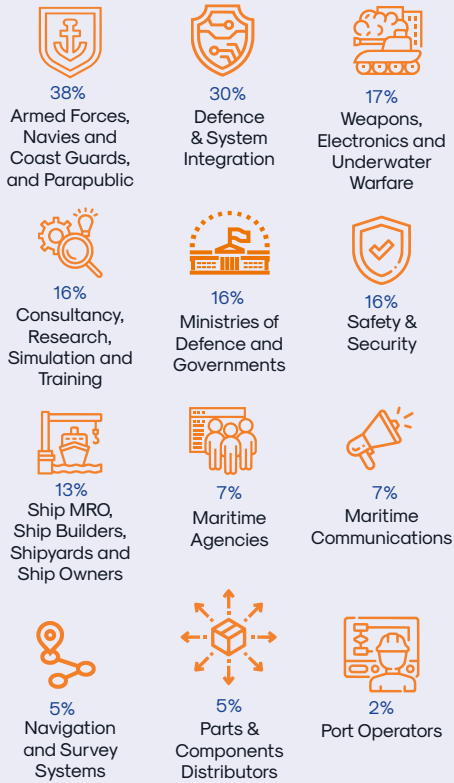 38%
Armed Forces,
Navies and
Coast Guards,
and Parapublic
30%
Defence
& System
Integration
17%
Weapons,
Electronics and
Underwater
Warfare
16%
Consultancy,
Research,
Simulation and
Training
16%
Ministries of
Defence and
Governments
16%
Safety &
Security
13%
Ship MRO,
Ship Builders,
Shipyards and
Ship Owners
7%
Maritime
Agencies
7%
Maritime
Communications
5%
Navigation
and Survey
Systems
5%
Parts &
Components
Distributors
2%
Port Operators